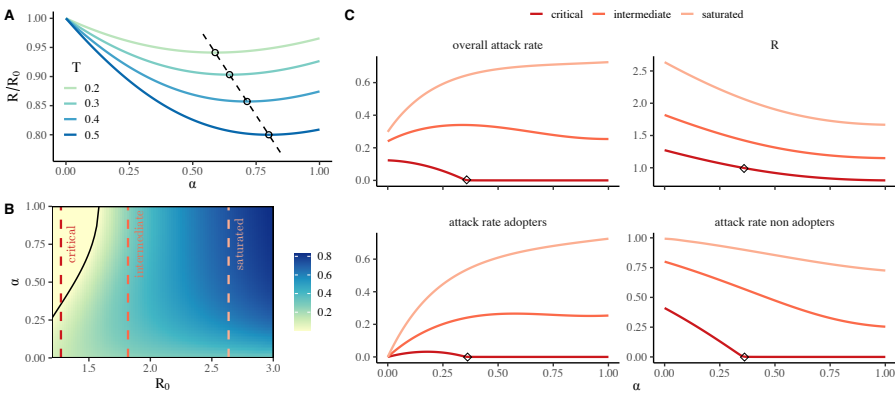 A
1.00
0.95
0.90
0.85
0.80
R/R0
T
0.2
0.3
0.4
0.5
0.00 0.25 0.50 0.75 1.00
α
B
1.00
0.75
0.50
0.25
0.00
α
critical
intermediate
saturated
1.5 2.0 2.5 3.0
R0
0.8
0.6
0.4
0.2
C
critical intermediate saturated
overall attack rate
0.6
0.4
0.2
0.0
R
2.5
2.0
1.5
1.0
attack rate adopters
0.6
0.4
0.2
0.0
0.00 0.25 0.50 0.75 1.00
attack rate non adopters
1.00
0.75
0.50
0.25
0.00
0.00 0.25 0.50 0.75 1.00
α